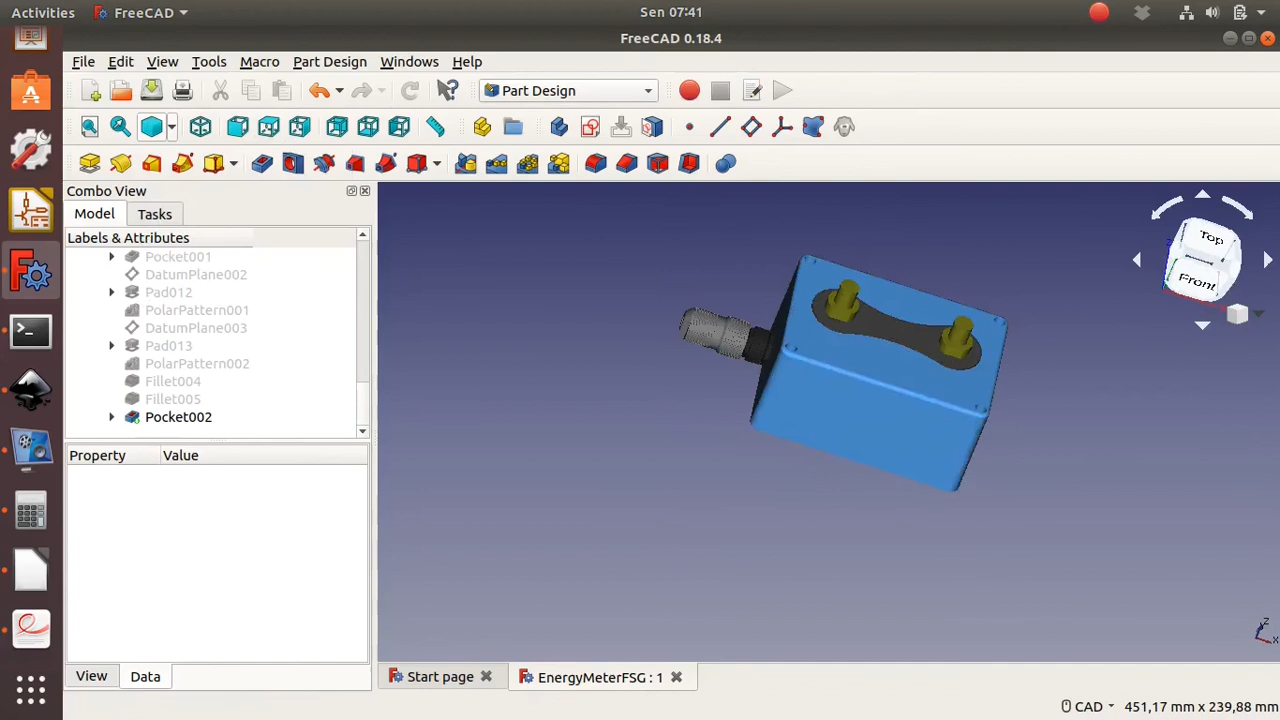 Activities FreeCAD Sen 07:41
FreeCAD 0.18.4
File Edit View Tools Macro Part Design Windows Help
Part Design
Combo View
Model Tasks
Labels & Attributes
Pocket001
DatumPlane002
Pad012
PolarPattern001
DatumPlane003
Pad013
PolarPattern002
Fillet004
Fillet005
Pocket002
Property Value
View Data
Top
Front
Z
X
Start page EnergyMeterFSG : 1
CAD 451,17 mm x 239,88 mm